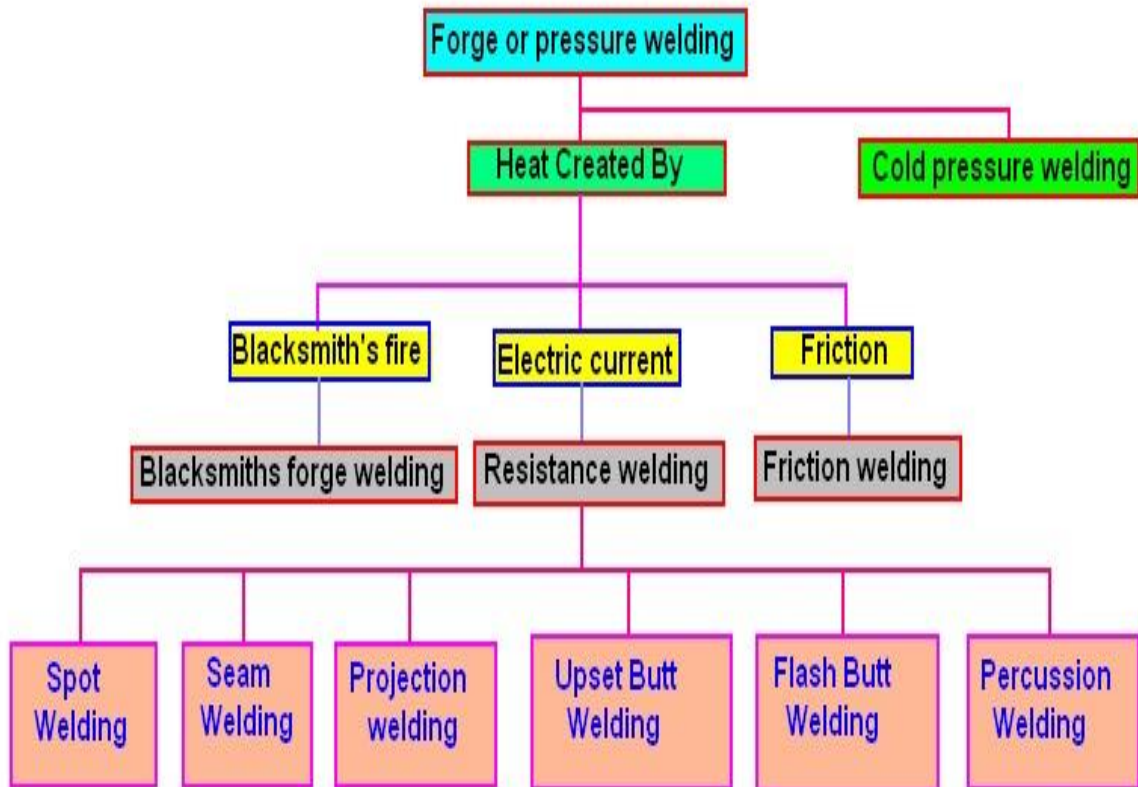 Forge or pressure welding
Heat Created By
Cold pressure welding
Blacksmith's fire
Electric current
Friction
Blacksmiths forge welding
Resistance welding
Friction welding
Spot
Welding
Seam
Welding
Projection
welding
Upset Butt
Welding
Flash Butt
Welding
Percussion
Welding